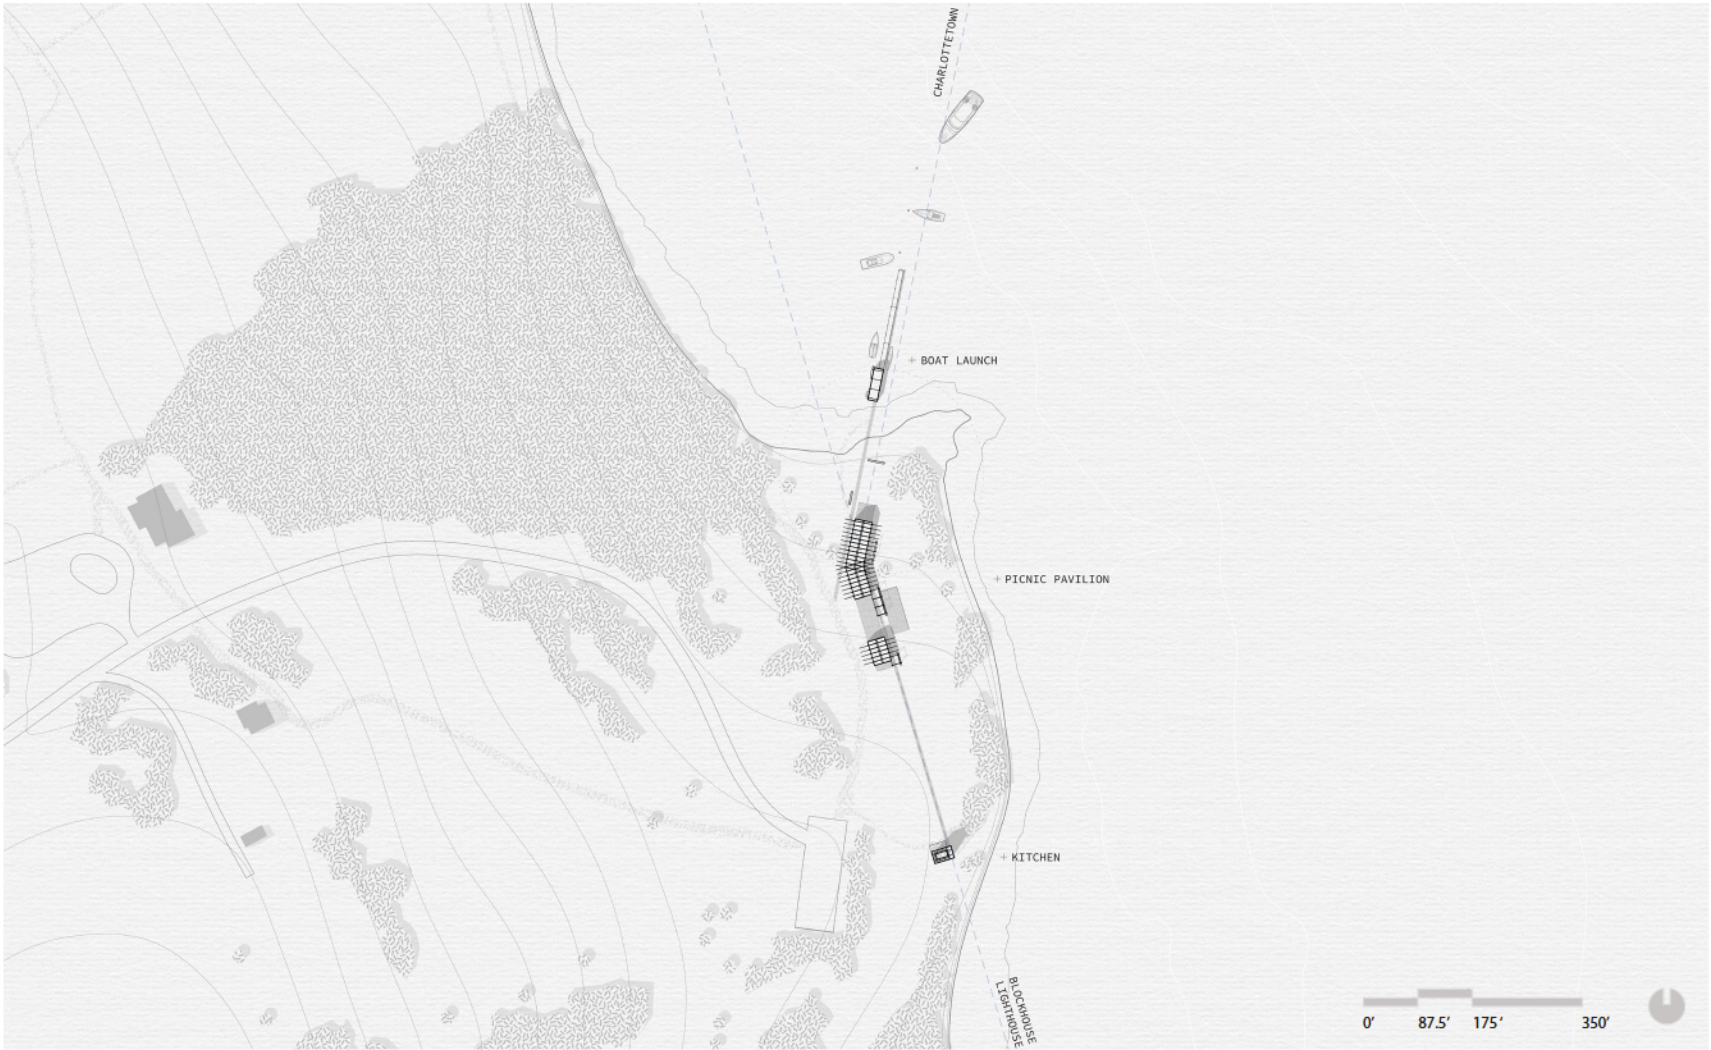 CHARLOTTETOWN
+ BOAT LAUNCH
+ PICNIC PAVILION
+ KITCHEN
BLOCKHOUSE
LIGHTHOUSE
0' 87.5' 175' 350'